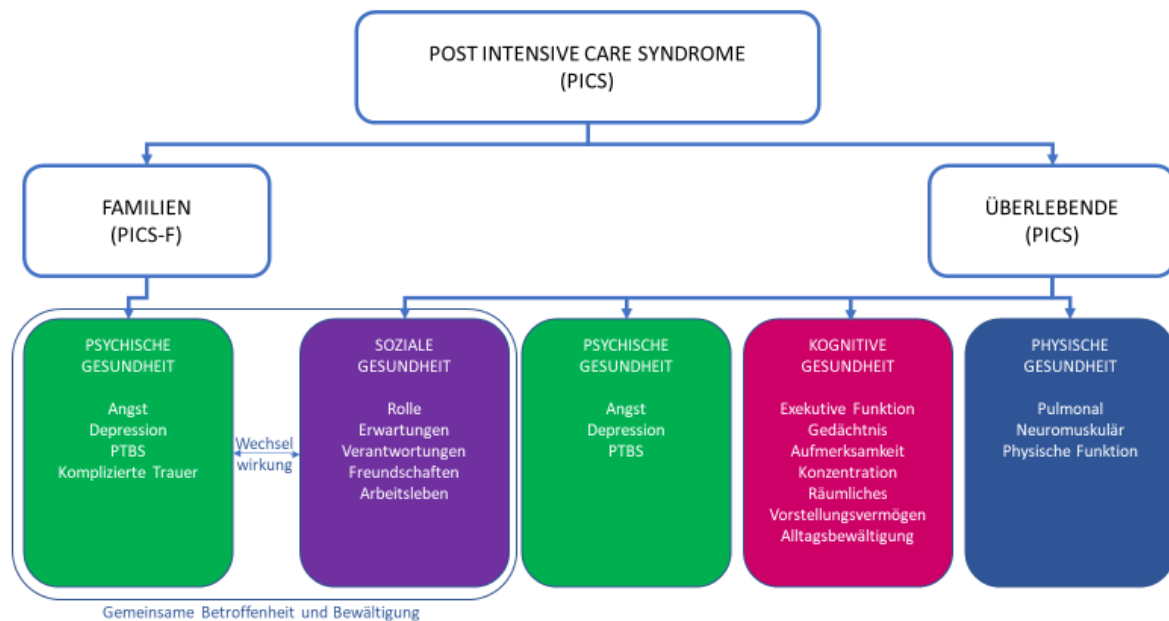 POST INTENSIVE CARE SYNDROME
(PICS)
FAMILIEN
(PICS-F)
ÜBERLEBENDE
(PICS)
PSYCHISCHE
GESUNDHEIT
Angst
Depression
PTBS
Komplizierte Trauer
Wechsel
wirkung
SOZIALE
GESUNDHEIT
Rolle
Erwartungen
Verantwortungen
Freundschaften
Arbeitsleben
PSYCHISCHE
GESUNDHEIT
Angst
Depression
PTBS
KOGNITIVE
GESUNDHEIT
Exekutive Funktion
Gedächtnis
Aufmerksamkeit
Konzentration
Räumliches
Vorstellungsvermögen
Alltagsbewältigung
PHYSISCHE
GESUNDHEIT
Pulmonal
Neuromuskulär
Physische Funktion
Gemeinsame Betroffenheit und Bewältigung